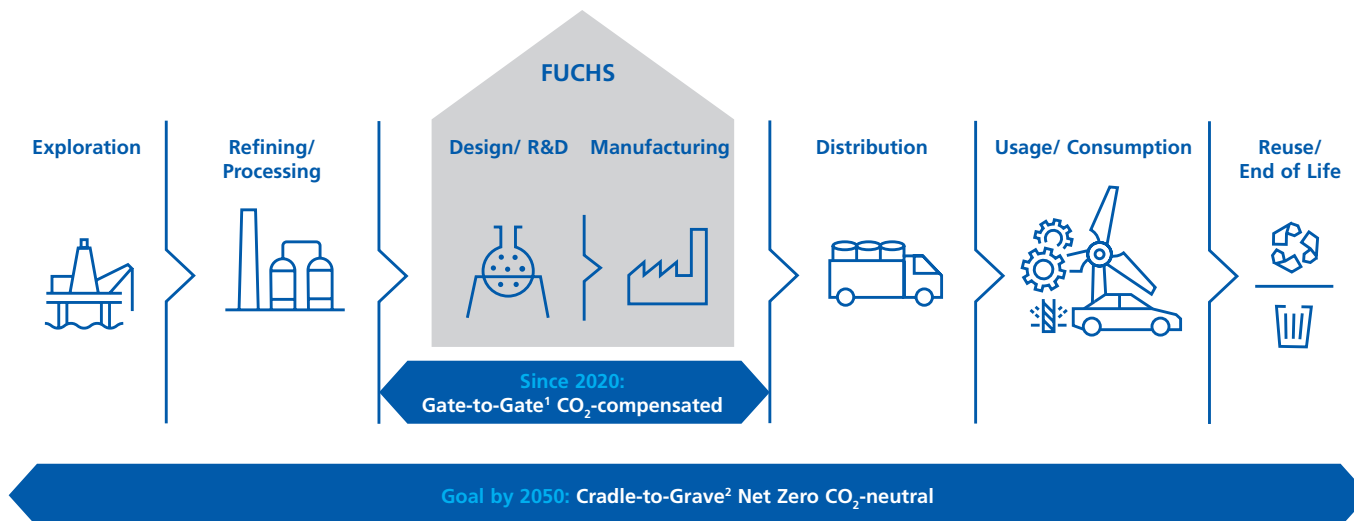 FUCHS
Exploration
Refining/
Processing
Design/ R&D
Manufacturing
Distribution
Usage/ Consumption
Reuse/
End of Life
Since 2020:
Gate-to-Gate¹ CO₂-compensated
Goal by 2050: Cradle-to-Grave² Net Zero CO₂-neutral